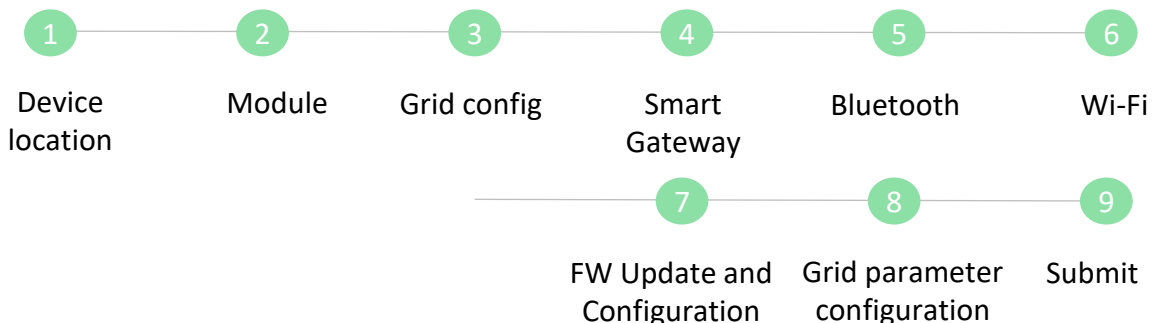 1 2 3 4 5 6
Device location
Module
Grid config
Smart Gateway
Bluetooth
Wi-Fi
7 8 9
FW Update and Configuration
Grid parameter configuration
Submit